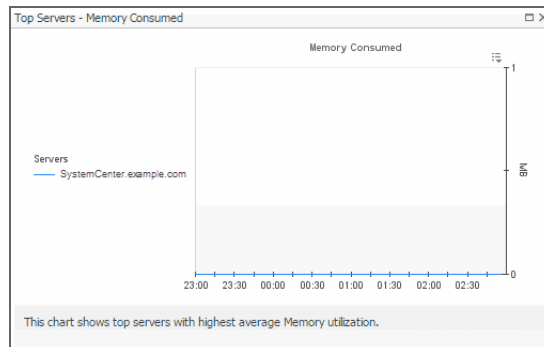 Top Servers - Memory Consumed
Memory Consumed
1
MB
0
Servers
SystemCenter.example.com
23:00 23:30 00:00 00:30 01:00 01:30 02:00 02:30
This chart shows top servers with highest average Memory utilization.